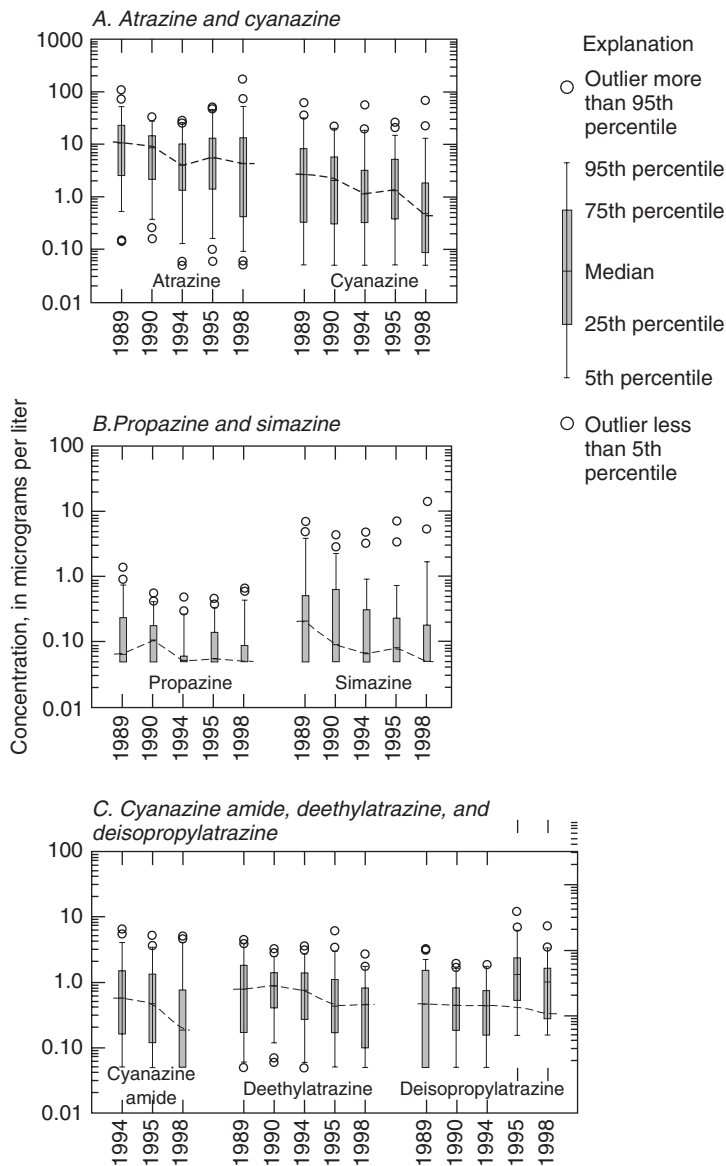 A. Atrazine and cyanazine
1000
100
10
1.0
0.10
0.01
Atrazine
Cyanazine
1989
1990
1994
1995
1998
1989
1990
1994
1995
1998
Explanation
Outlier more
than 95th
percentile
95th percentile
75th percentile
Median
25th percentile
5th percentile
Outlier less
than 5th
percentile
Concentration, in micrograms per liter
B.Propazine and simazine
100
10
1.0
0.10
0.01
Propazine
Simazine
1989
1990
1994
1995
1998
1989
1990
1994
1995
1998
C. Cyanazine amide, deethylatrazine, and
deisopropylatrazine
100
10
1.0
0.10
0.01
Cyanazine
amide
Deethylatrazine
Deisopropylatrazine
1994
1995
1998
1989
1990
1994
1995
1998
1989
1990
1994
1995
1998